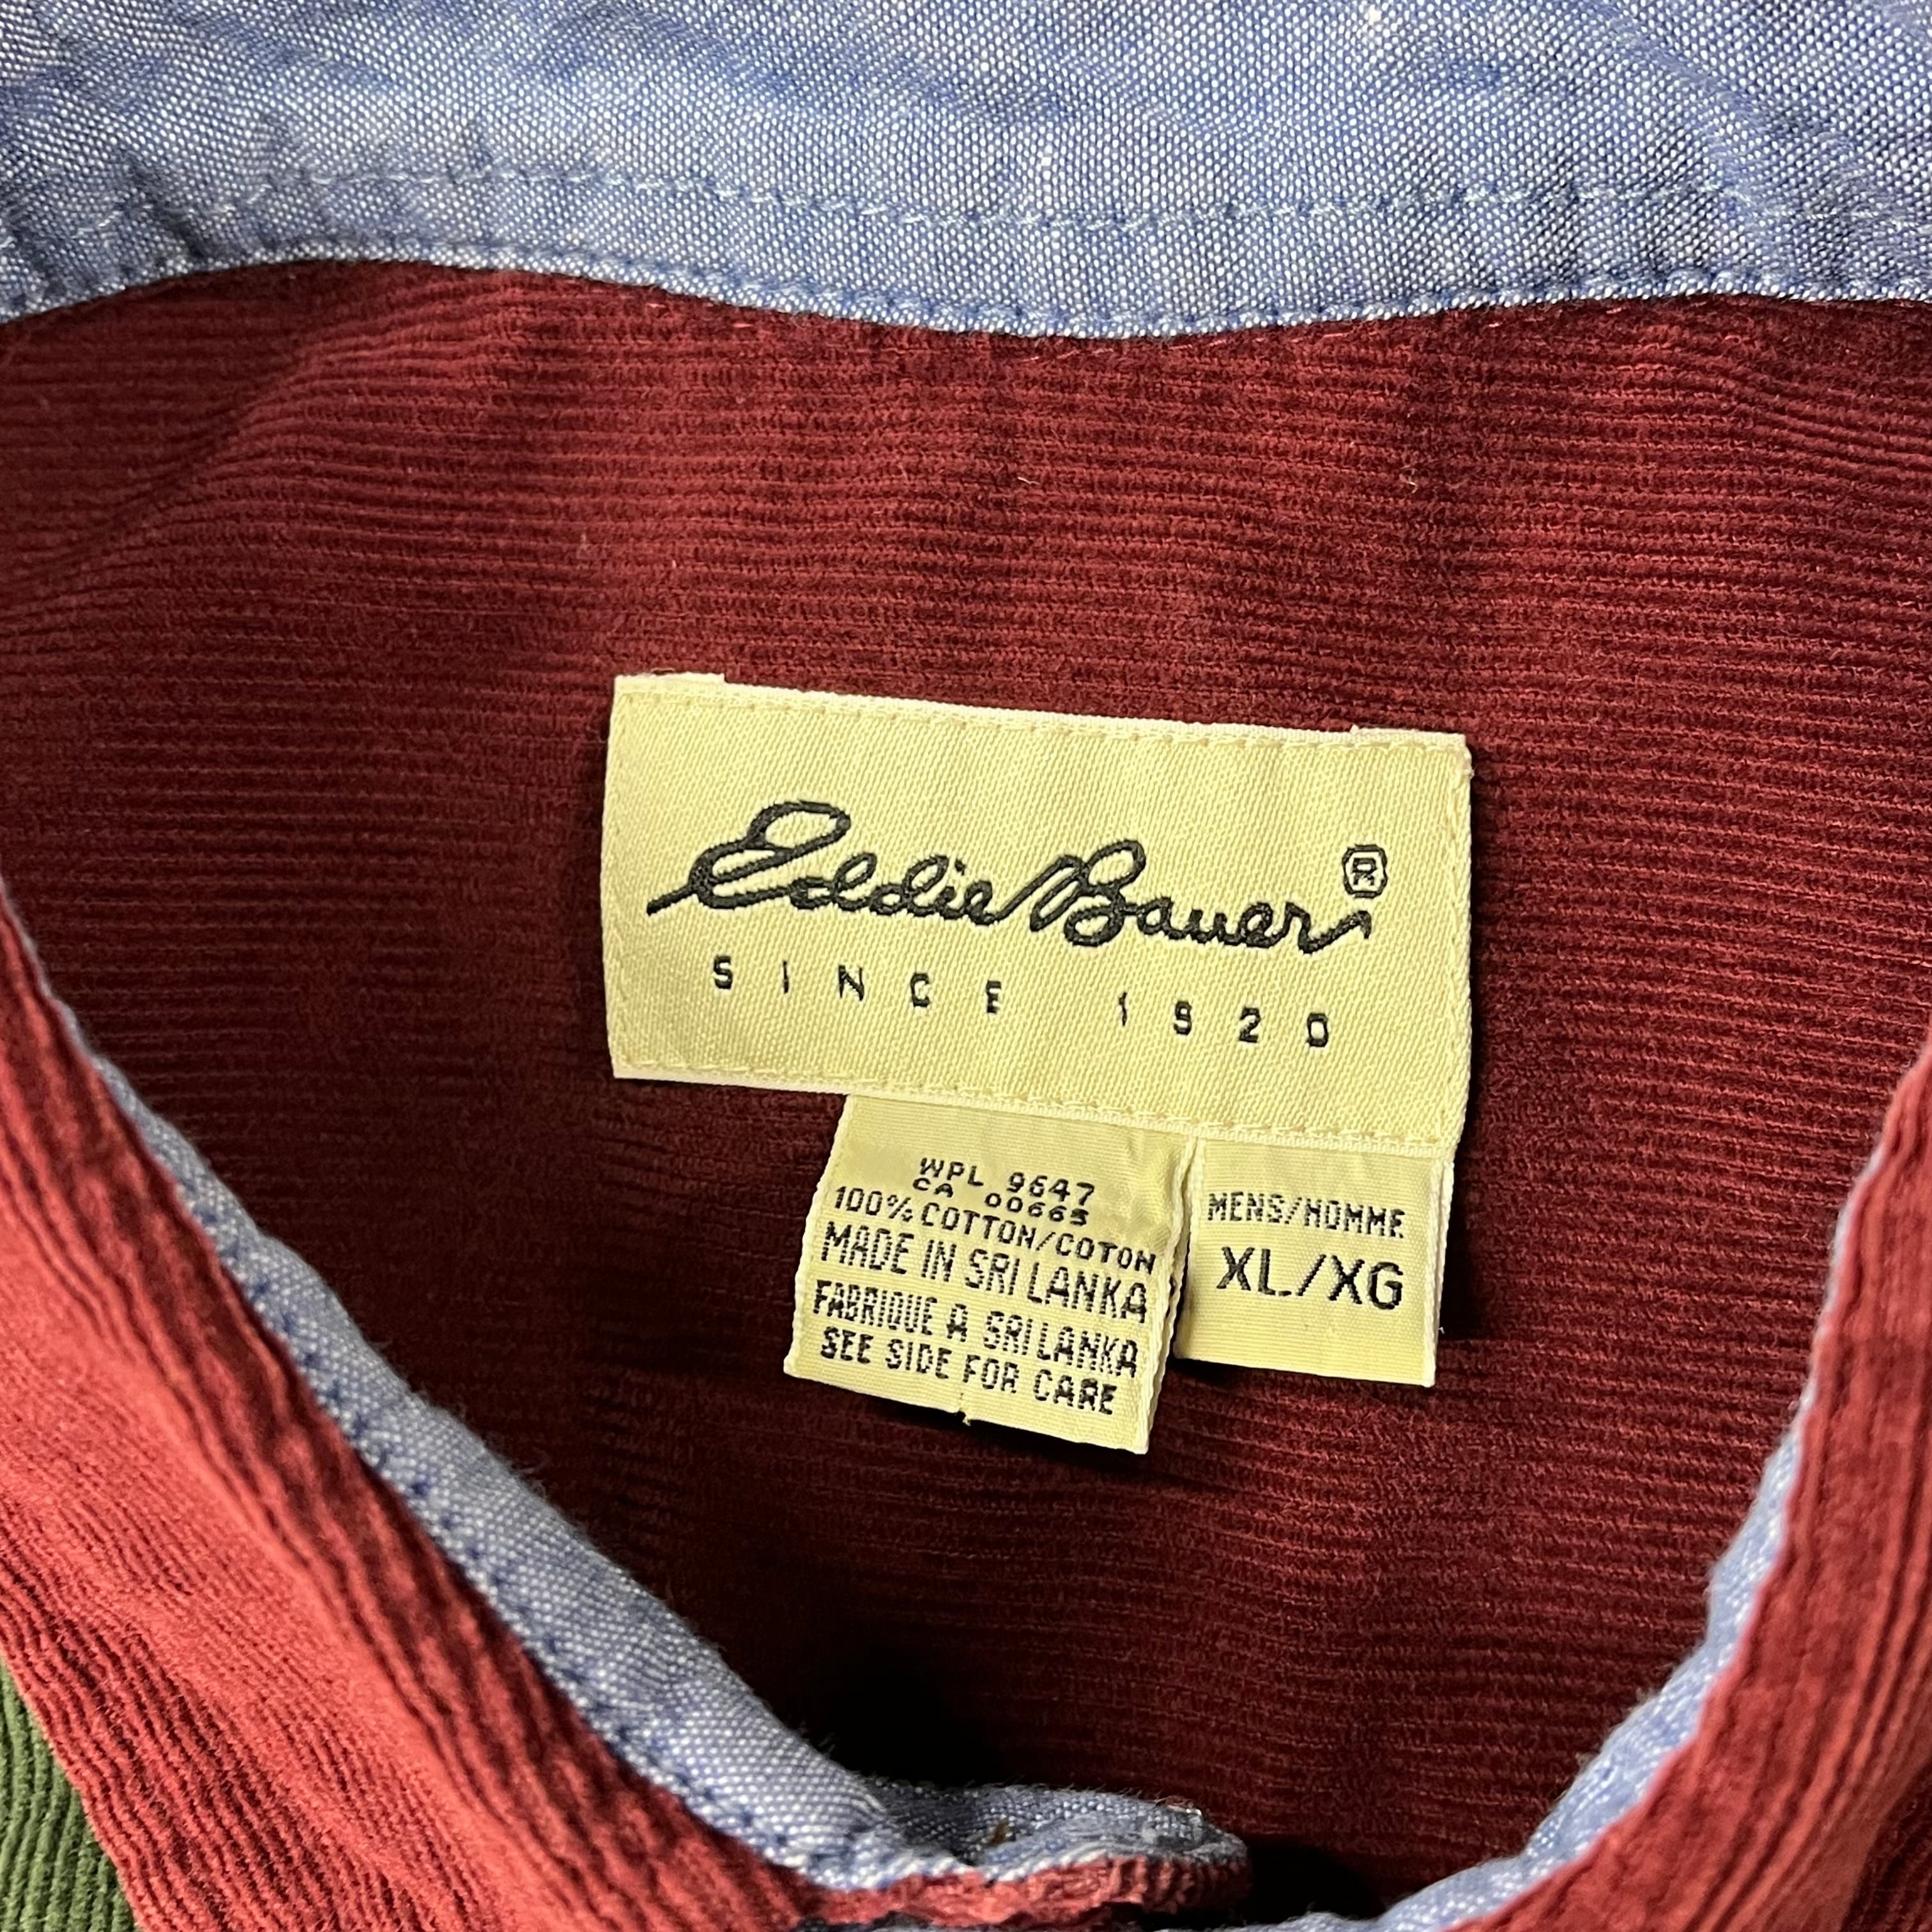 Eddie Bauer ®
SINCE 1920
WPL 9647
CA 00665
100% COTTON/COTON
MADE IN SRI LANKA
FABRIQUE A SRI LANKA
SEE SIDE FOR CARE
MENS/HOMME
XL/XG